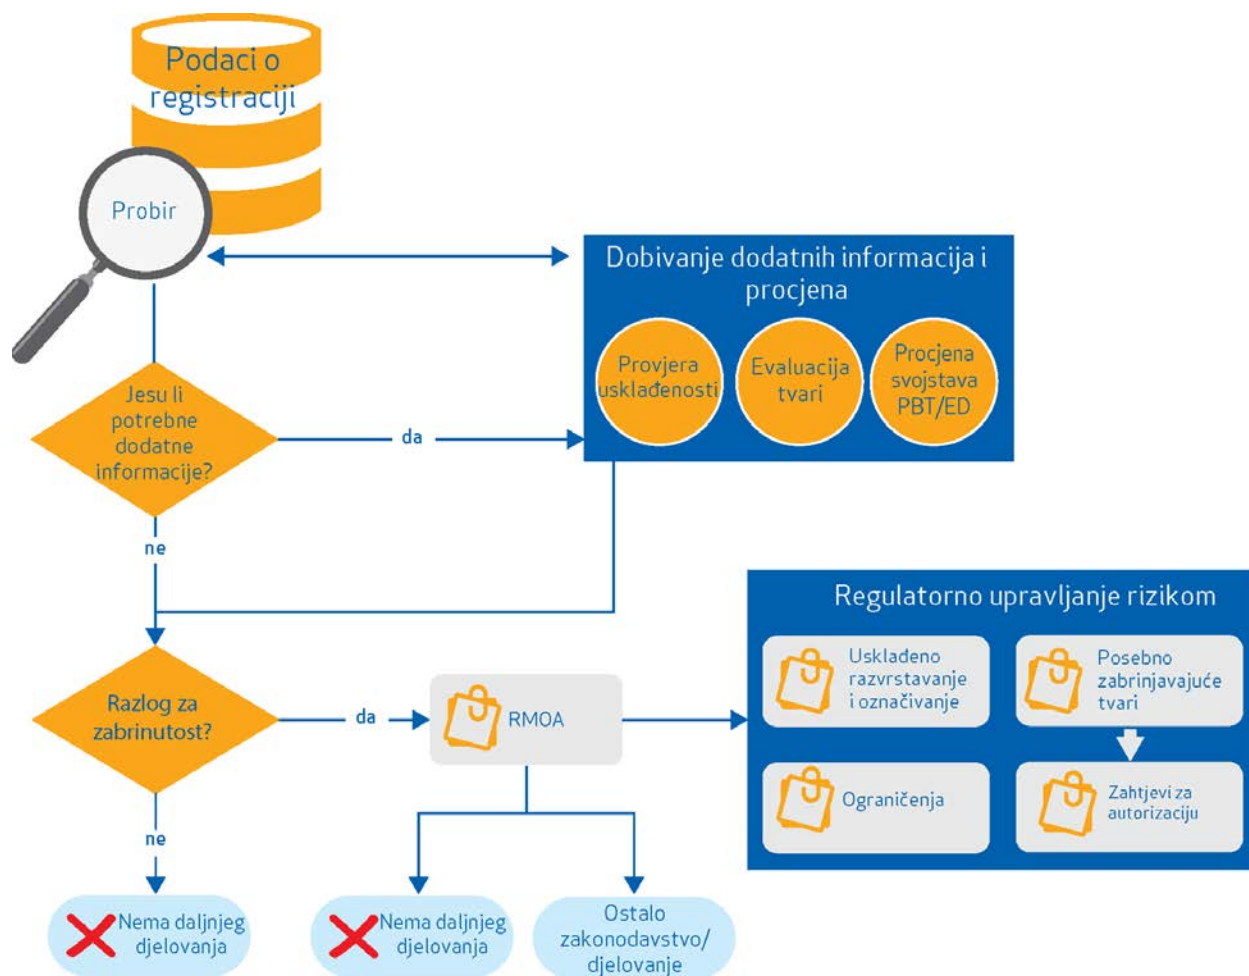 Podaci o
registraciji
Probir
Dobivanje dodatnih informacija i
procjena
Provjera
usklađenosti
Evaluacija
tvari
Procjena
svojstava
PBT/ED
Jesu li
potrebne
dodatne
informacije?
da
ne
Regulatorno upravljanje rizikom
Usklađeno
razvrstavanje
i označivanje
Posebno
zabrinjavajuće
tvari
Razlog za
zabrinutost?
da
RMOA
Ograničenja
Zahtjevi za
autorizaciju
ne
Nema daljnjeg
djelovanja
Nema daljnjeg
djelovanja
Ostalo
zakonodavstvo/
djelovanje